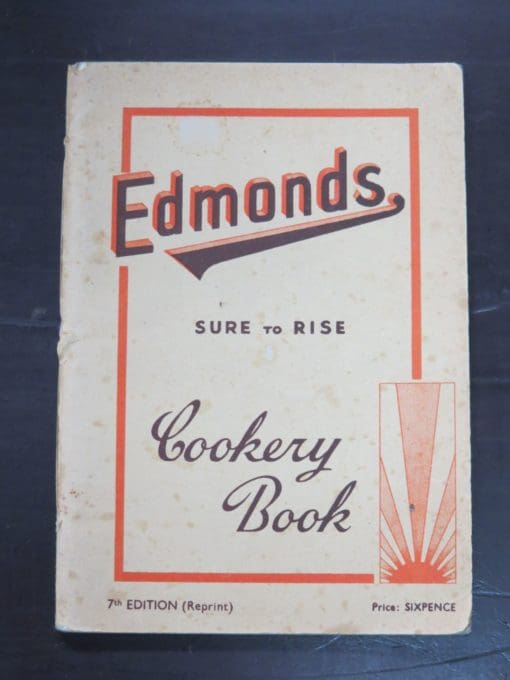 Edmonds
SURE TO RISE
Cookery
Book
7th EDITION (Reprint)
Price: SIXPENCE